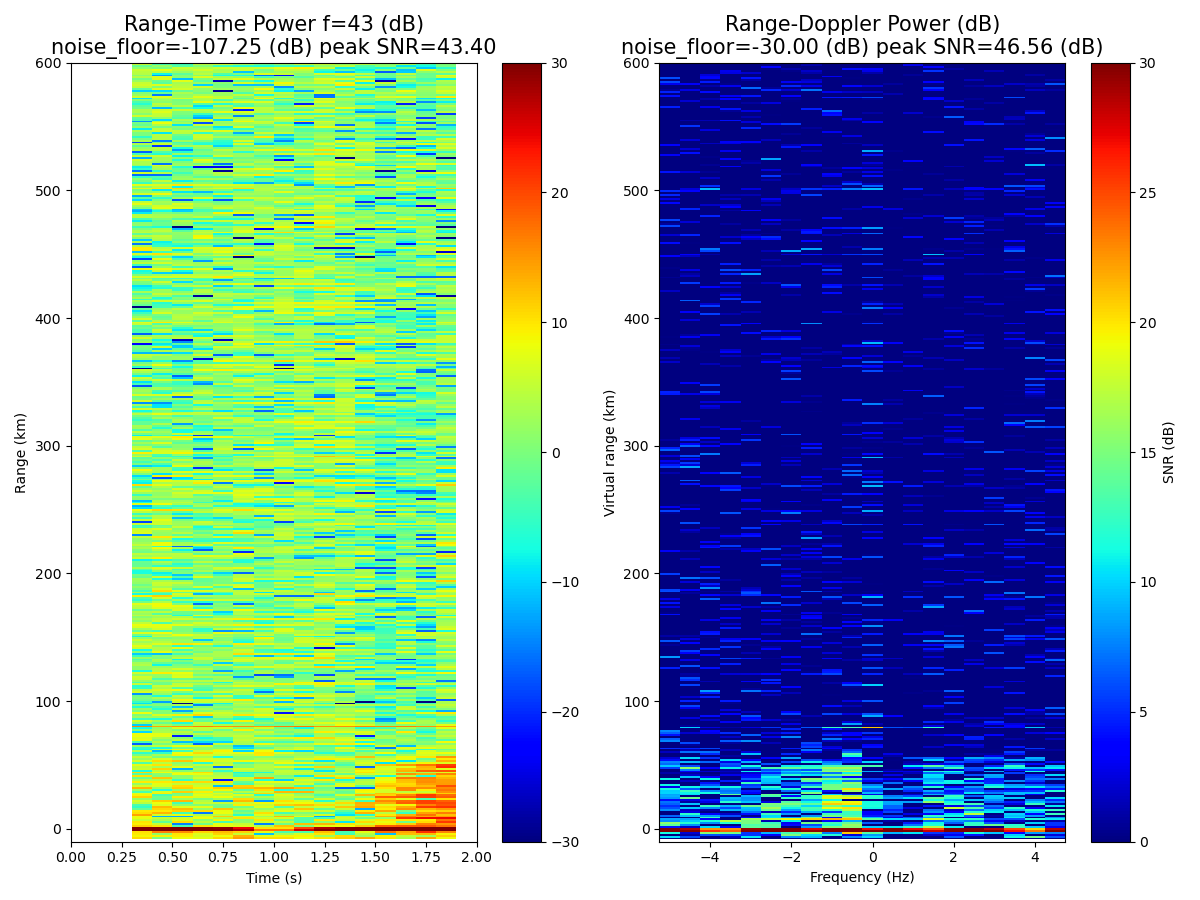 Range-Time Power f=43 (dB)
noise_floor=-107.25 (dB) peak SNR=43.40
Range-Doppler Power (dB)
noise_floor=-30.00 (dB) peak SNR=46.56 (dB)
600
500
400
300
200
100
0
Range (km)
0.00 0.25 0.50 0.75 1.00 1.25 1.50 1.75 2.00
Time (s)
30
20
10
0
−10
−20
−30
600
500
400
300
200
100
0
Virtual range (km)
−4 −2 0 2 4
Frequency (Hz)
30
25
20
15
10
5
0
SNR (dB)